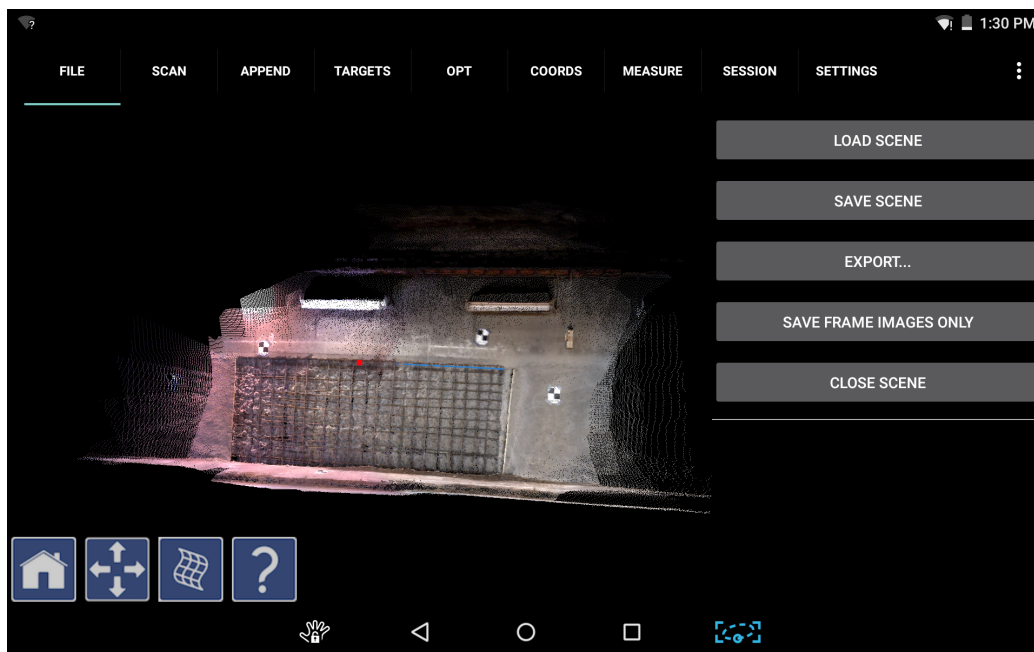 1:30 PM
FILE SCAN APPEND TARGETS OPT COORDS MEASURE SESSION SETTINGS
LOAD SCENE
SAVE SCENE
EXPORT...
SAVE FRAME IMAGES ONLY
CLOSE SCENE
?